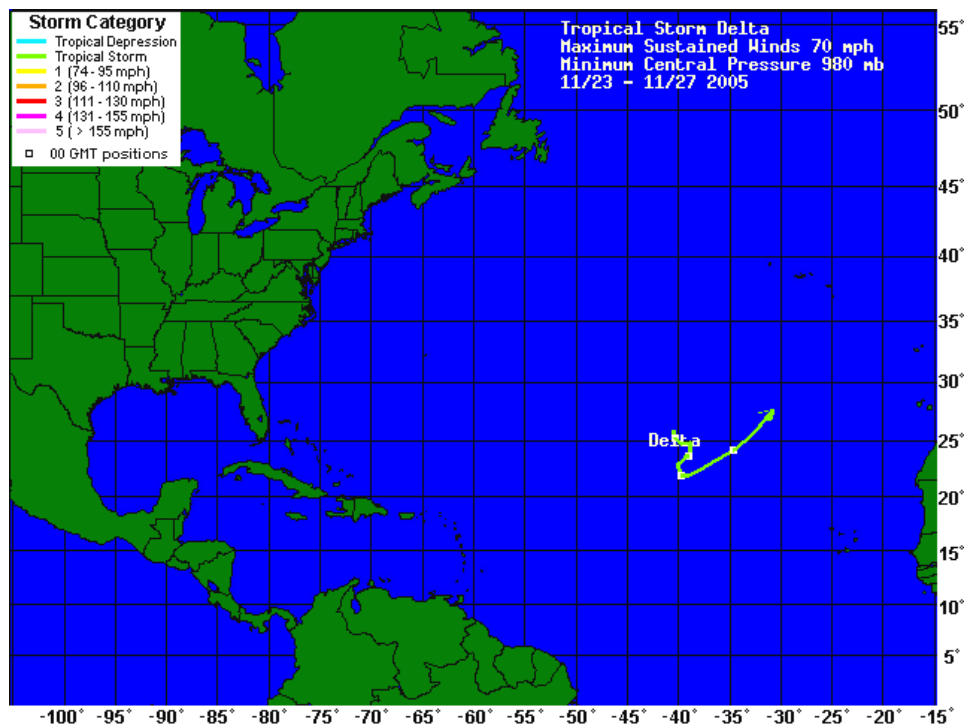 Storm Category
Tropical Depression
Tropical Storm
1 (74 - 95 mph)
2 (96 - 110 mph)
3 (111 - 130 mph)
4 (131 - 155 mph)
5 ( > 155 mph)
00 GMT positions
Tropical Storm Delta
Maximum Sustained Winds 70 mph
Minimum Central Pressure 980 mb
11/23 - 11/27 2005
55°
50°
45°
40°
35°
30°
25°
20°
15°
10°
5°
Delta
-100° -95° -90° -85° -80° -75° -70° -65° -60° -55° -50° -45° -40° -35° -30° -25° -20° 15°